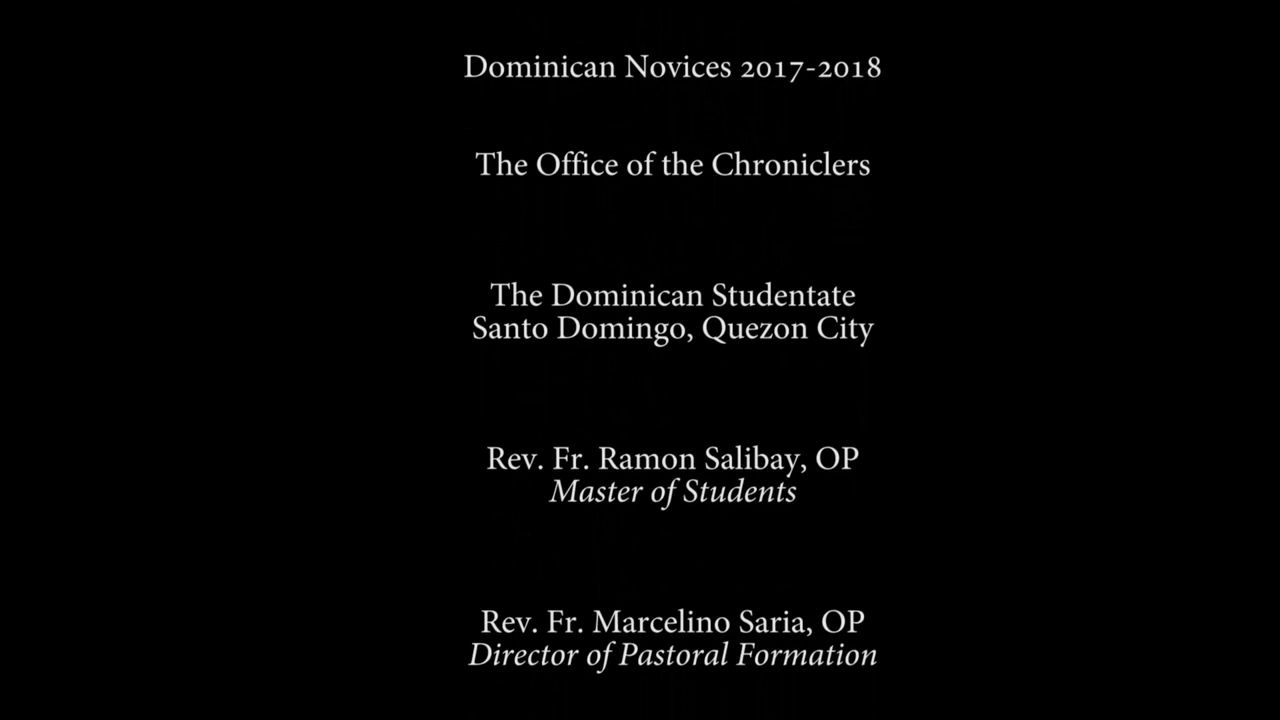 Dominican Novices 2017-2018
The Office of the Chroniclers
The Dominican Studentate
Santo Domingo, Quezon City
Rev. Fr. Ramon Salibay, OP
Master of Students
Rev. Fr. Marcelino Saria, OP
Director of Pastoral Formation